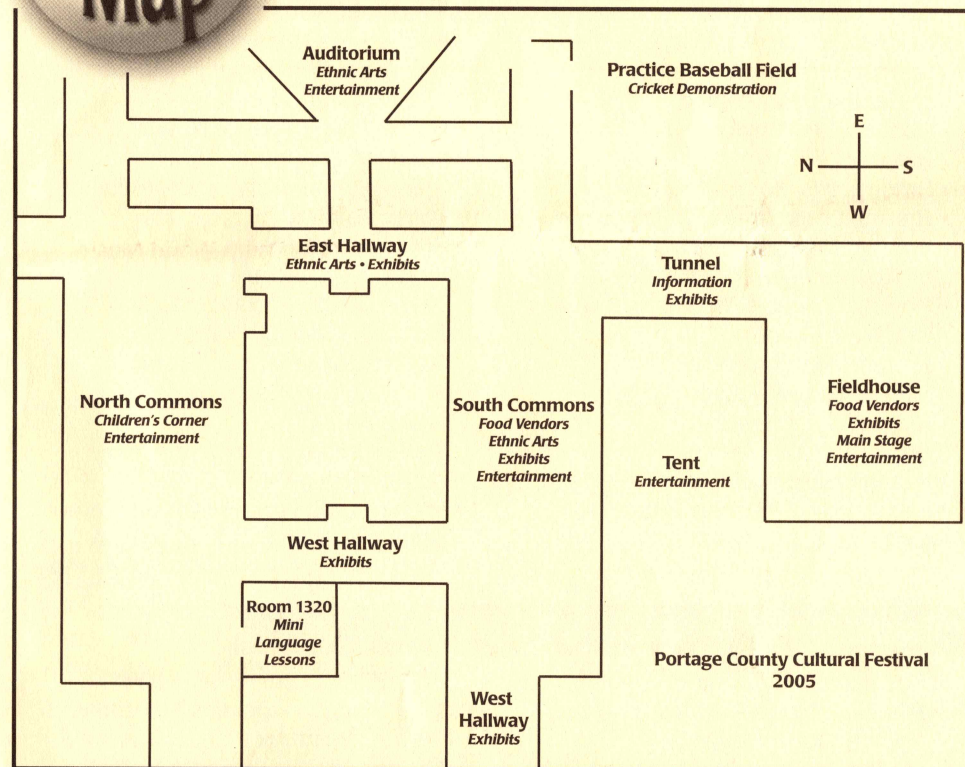 Map
Auditorium
Ethnic Arts
Entertainment
Practice Baseball Field
Cricket Demonstration
E
N
S
W
East Hallway
Ethnic Arts • Exhibits
Tunnel
Information
Exhibits
North Commons
Children's Corner
Entertainment
South Commons
Food Vendors
Ethnic Arts
Exhibits
Entertainment
Tent
Entertainment
Fieldhouse
Food Vendors
Exhibits
Main Stage
Entertainment
West Hallway
Exhibits
Room 1320
Mini
Language
Lessons
West
Hallway
Exhibits
Portage County Cultural Festival
2005